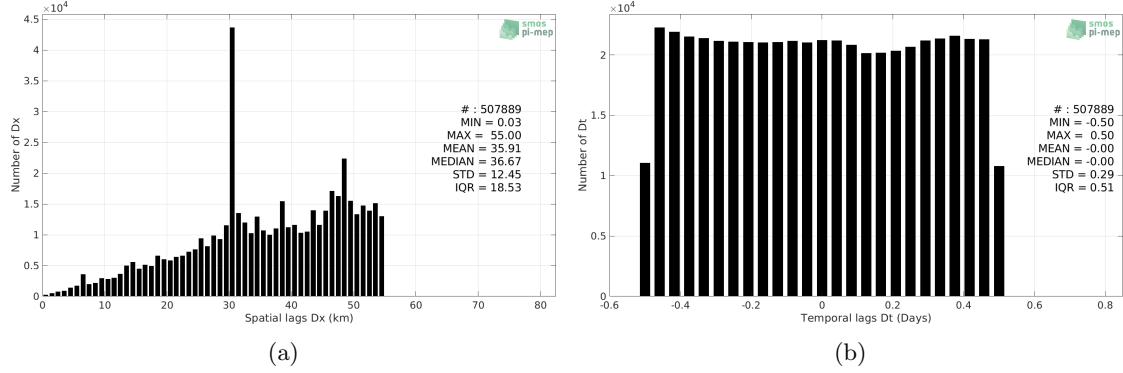 ×10⁴
4.5
4
3.5
3
2.5
2
1.5
1
0.5
0
Number of Dx
0 10 20 30 40 50 60 70 80
Spatial lags Dx (km)
smos
pi-mep
# : 507889
MIN = 0.03
MAX = 55.00
MEAN = 35.91
MEDIAN = 36.67
STD = 12.45
IQR = 18.53
(a)
×10⁴
2
1.5
1
0.5
0
Number of Dt
-0.6 -0.4 -0.2 0 0.2 0.4 0.6 0.8
Temporal lags Dt (Days)
smos
pi-mep
# : 507889
MIN = -0.50
MAX = 0.50
MEAN = -0.00
MEDIAN = -0.00
STD = 0.29
IQR = 0.51
(b)